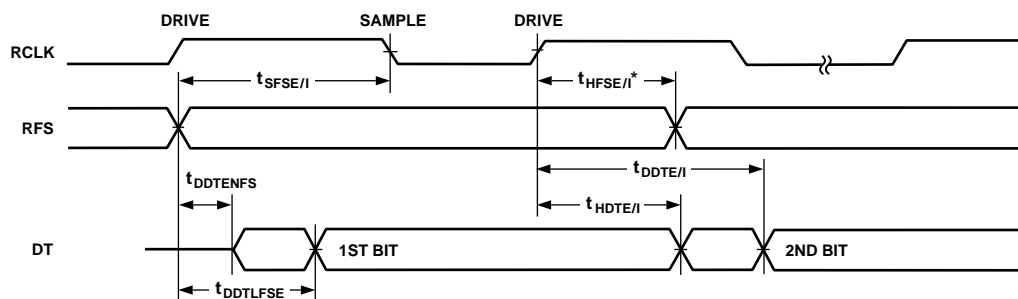 DRIVE SAMPLE DRIVE
RCLK
tSFSE/I tHFSE/I*
RFS
tDDTE/I
tDDTENFS
tHDTE/I
DT 1ST BIT 2ND BIT
tDDTLFSE